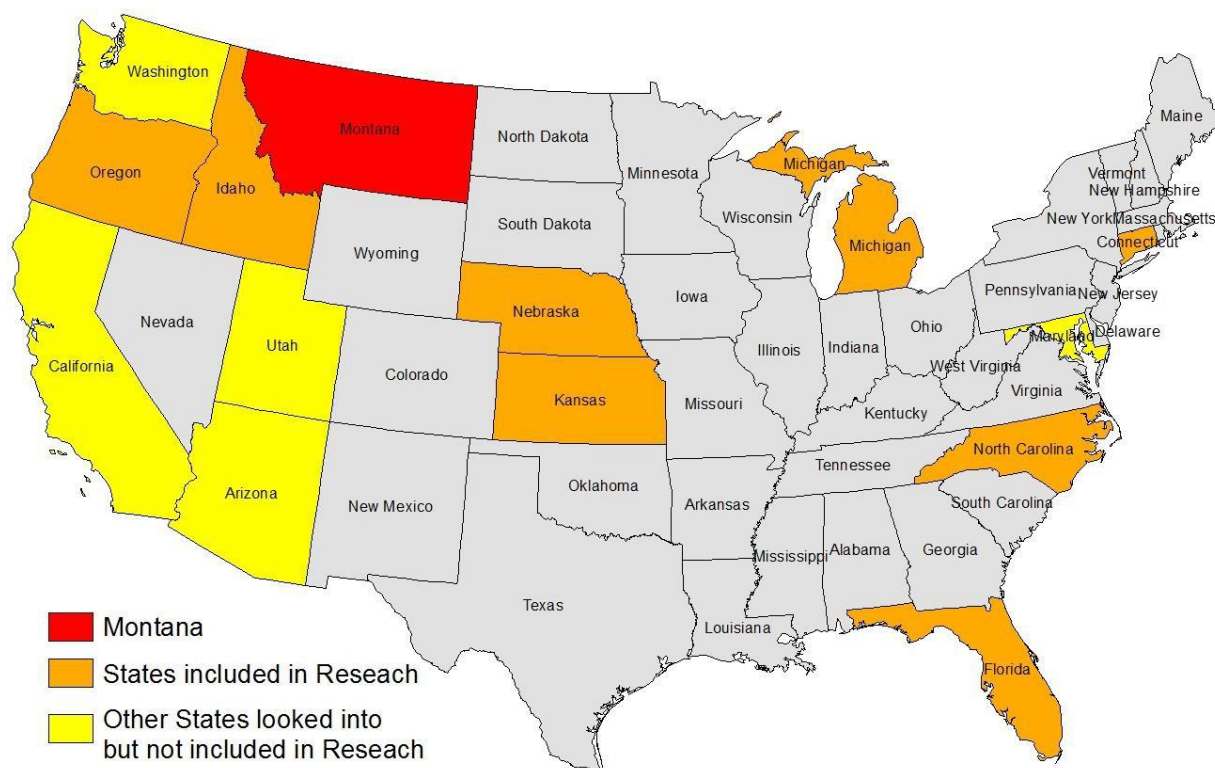 Washington
Montana
North Dakota
Minnesota
Michigan
Maine
Oregon
Idaho
Vermont
New Hampshire
South Dakota
Wisconsin
New York
Massachusetts
Michigan
Connecticut
Wyoming
Iowa
Pennsylvania
New Jersey
Nebraska
Nevada
Ohio
Delaware
Maryland
Utah
Illinois
Indiana
California
Colorado
West Virginia
Virginia
Kansas
Missouri
Kentucky
North Carolina
Tennessee
Arizona
Oklahoma
New Mexico
Arkansas
South Carolina
Mississippi
Alabama
Georgia
Texas
Louisiana
Florida
Montana
States included in Reseach
Other States looked into
but not included in Reseach